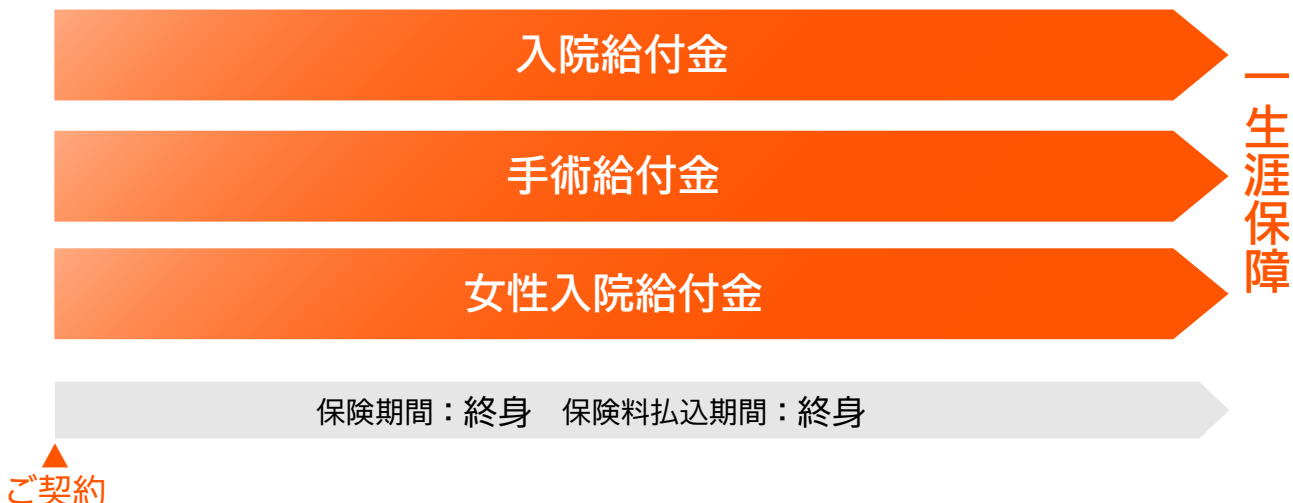 入院給付金
手術給付金
女性入院給付金
一生涯保障
保険期間：終身　保険料払込期間：終身
▲
ご契約